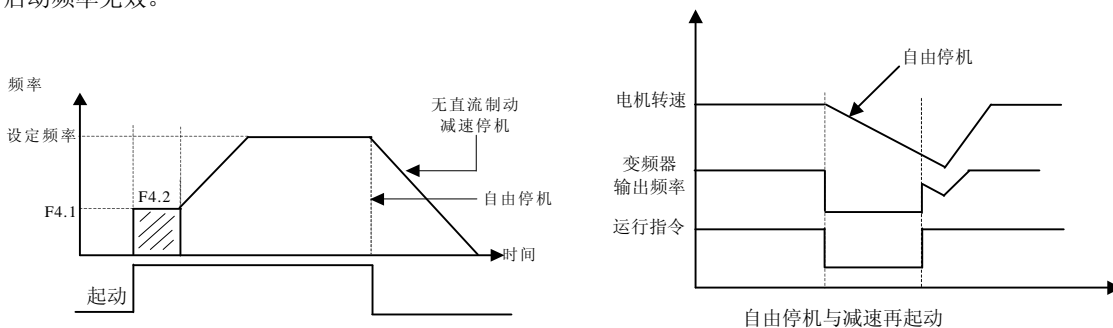 启动频率无效。
频率
设定频率
F4.1
F4.2
无直流制动
减速停机
自由停机
时间
起动
自由停机
电机转速
变频器
输出频率
运行指令
自由停机与减速再起动